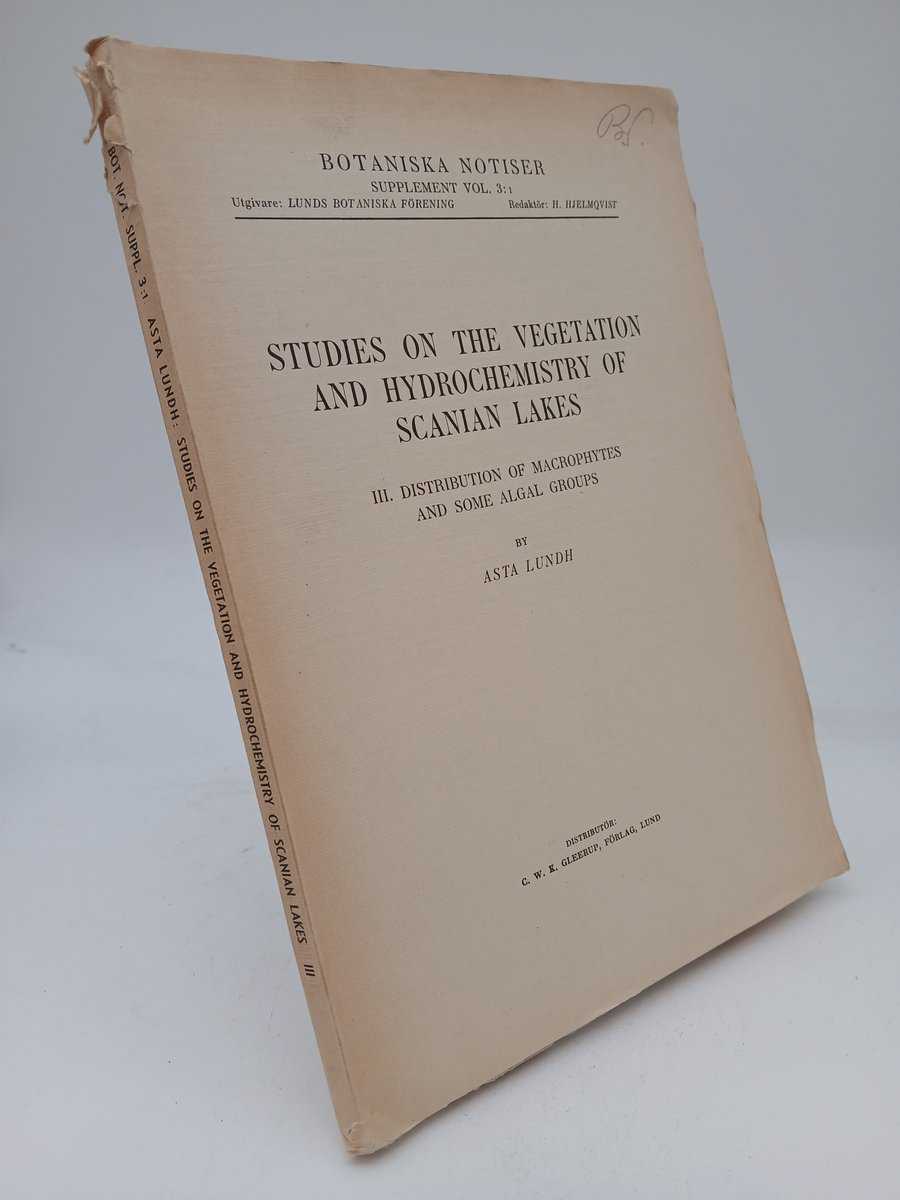 BOTANISKA NOTISER
SUPPLEMENT VOL. 3:1
Utgivare: LUNDS BOTANISKA FÖRENING Redaktör: H. HJELMQVIST
STUDIES ON THE VEGETATION
AND HYDROCHEMISTRY OF
SCANIAN LAKES
III. DISTRIBUTION OF MACROPHYTES
AND SOME ALGAL GROUPS
BY
ASTA LUNDH
DISTRIBUTÖR:
C. W. K. GLEERUP, FÖRLAG, LUND
BOT. NOT. SUPPL. 3:1 ASTA LUNDH: STUDIES ON THE VEGETATION AND HYDROCHEMISTRY OF SCANIAN LAKES III